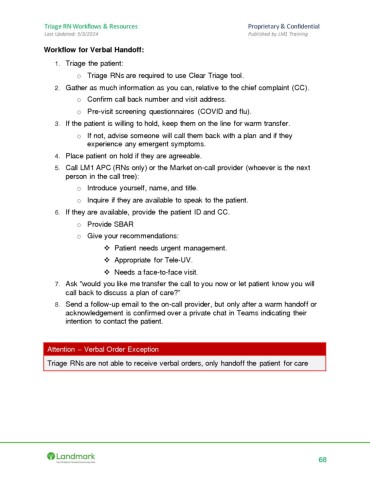 Triage RN Workflows & Resources Proprietary & Confidential
Last Updated: 5/3/2024 Published by LM1 Training
Workflow for Verbal Handoff:
1. Triage the patient:
o Triage RNs are required to use Clear Triage tool.
2. Gather as much information as you can, relative to the chief complaint (CC).
o Confirm call back number and visit address.
o Pre-visit screening questionnaires (COVID and flu).
3. If the patient is willing to hold, keep them on the line for warm transfer.
o If not, advise someone will call them back with a plan and if they
experience any emergent symptoms.
4. Place patient on hold if they are agreeable.
5. Call LM1 APC (RNs only) or the Market on-call provider (whoever is the next
person in the call tree):
o Introduce yourself, name, and title.
o Inquire if they are available to speak to the patient.
6. If they are available, provide the patient ID and CC.
o Provide SBAR
o Give your recommendations:
❖ Patient needs urgent management.
❖ Appropriate for Tele-UV.
❖ Needs a face-to-face visit.
7. Ask "would you like me transfer the call to you now or let patient know you will
call back to discuss a plan of care?"
8. Send a follow-up email to the on-call provider, but only after a warm handoff or
acknowledgement is confirmed over a private chat in Teams indicating their
intention to contact the patient.
Attention – Verbal Order Exception
Triage RNs are not able to receive verbal orders, only handoff the patient for care
Landmark
68